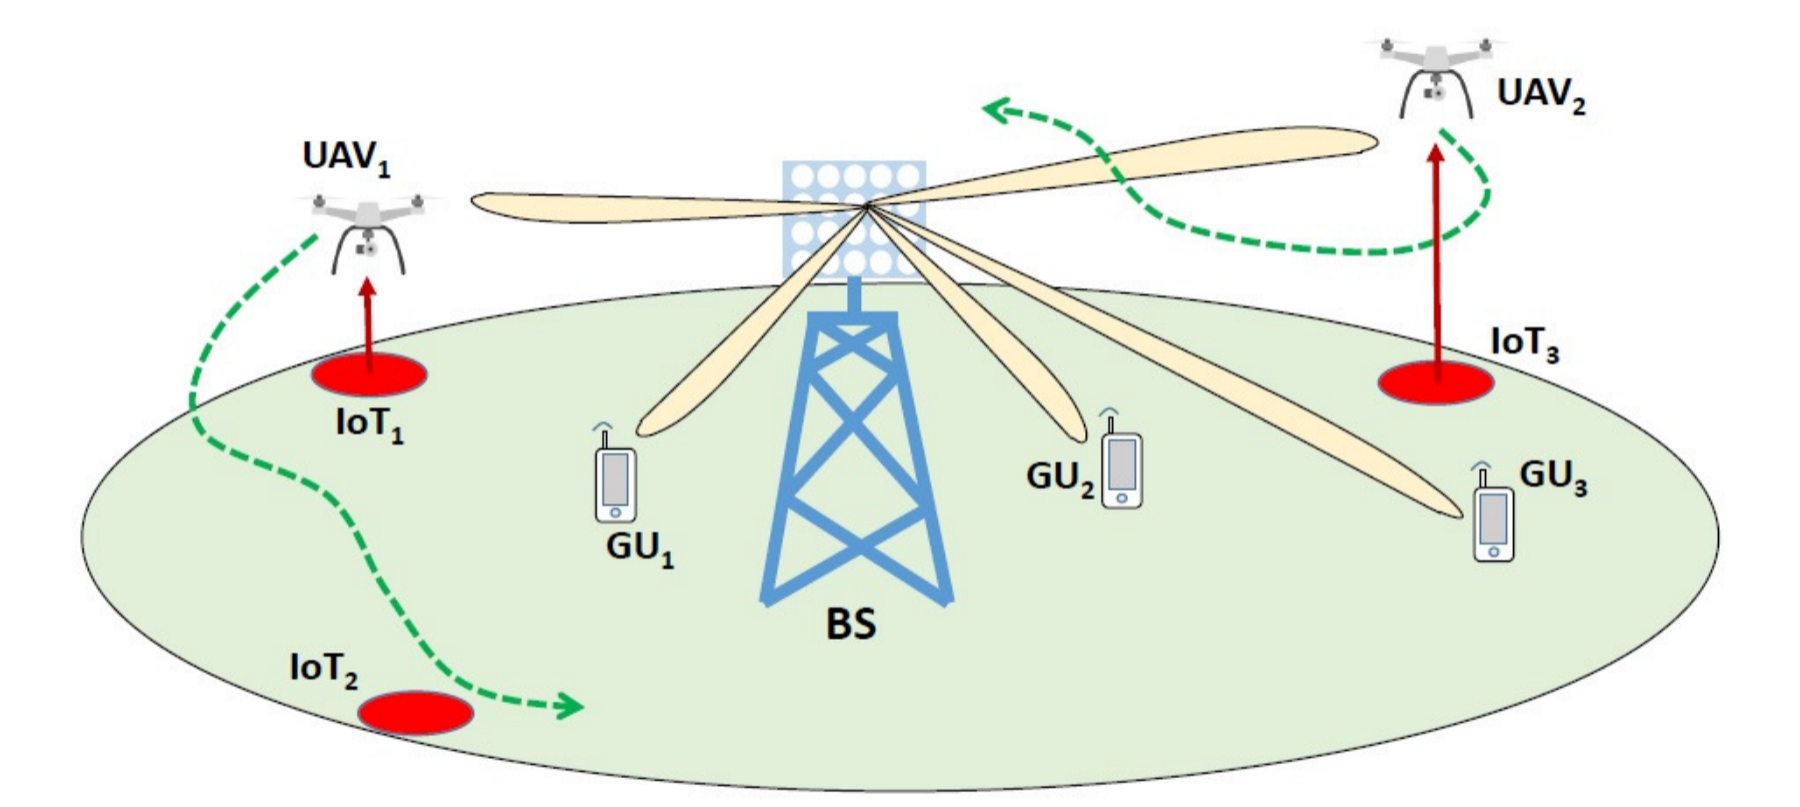 UAV₂
UAV₁
IoT₃
IoT₁
GU₂
GU₃
GU₁
BS
IoT₂